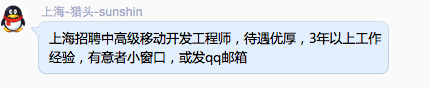 上海-猎头-sunshin
上海招聘中高级移动开发工程师，待遇优厚，3年以上工作
经验，有意者小窗口，或发qq邮箱